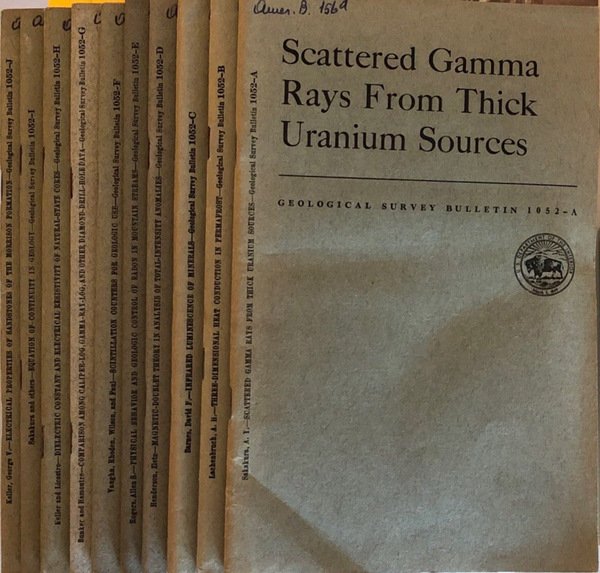 Amer. B. 156a
Scattered Gamma
Rays From Thick
Uranium Sources
GEOLOGICAL SURVEY BULLETIN 1052-A
Sakakura, A. Y.—SCATTERED GAMMA RAYS FROM THICK URANIUM SOURCES—Geological Survey Bulletin 1052-A
Lachenbruch, A. H.—THREE-DIMENSIONAL HEAT CONDUCTION IN PERMAFROST—Geological Survey Bulletin 1052-B
Barnes, David F.—INFRARED LUMINESCENCE OF MINERALS—Geological Survey Bulletin 1052-C
Henderson, —MAGNETIC-DOUBLET THEORY IN ANALYSIS OF TOTAL-INTENSITY ANOMALIES—Geological Survey Bulletin 1052-D
Rogers, Allen S.—PHYSICAL BEHAVIOR AND GEOLOGIC CONTROL OF RADON IN MOUNTAIN STREAMS—Geological Survey Bulletin 1052-E
Vaughn, Rhoden, Wilson, and Faul—SCINTILLATION COUNTERS FOR GEOLOGIC USE—Geological Survey Bulletin 1052-F
Bunker and Hamontre—COMPARISON AMONG CALIPER-LOG, GAMMA-RAY-LOG, AND OTHER DIAMOND-DRILL-HOLE DATA—Geological Survey Bulletin 1052-G
Keller and Licastro—DIELECTRIC CONSTANT AND ELECTRICAL RESISTIVITY OF NATURAL-STATE CORES—Geological Survey Bulletin 1052-H
Sakakura and others—EQUATION OF CONTINUITY IN GEOLOGY—Geological Survey Bulletin 1052-I
Keller, George V.—ELECTRICAL PROPERTIES OF SANDSTONES OF THE MORRISON FORMATION—Geological Survey Bulletin 1052-J